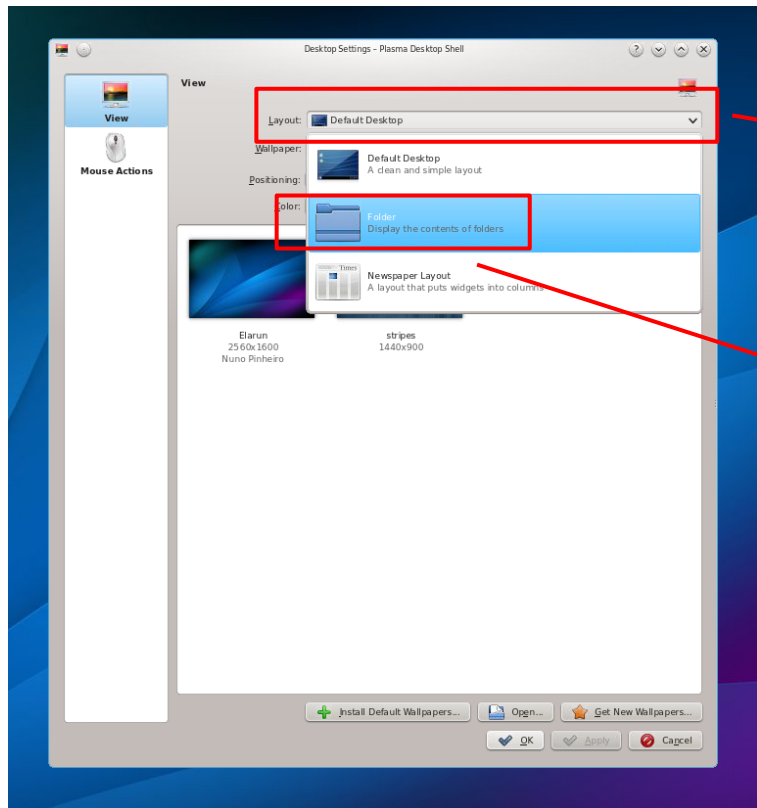 Desktop Settings – Plasma Desktop Shell
View
View
Mouse Actions
Layout: Default Desktop
Wallpaper:
Default Desktop
A clean and simple layout
Positioning:
Color:
Folder
Display the contents of folders
Times
Newspaper Layout
A layout that puts widgets into columns
Elarun
2560x1600
Nuno Pinheiro
stripes
1440x900
Install Default Wallpapers...
Open...
Get New Wallpapers...
OK
Apply
Cancel